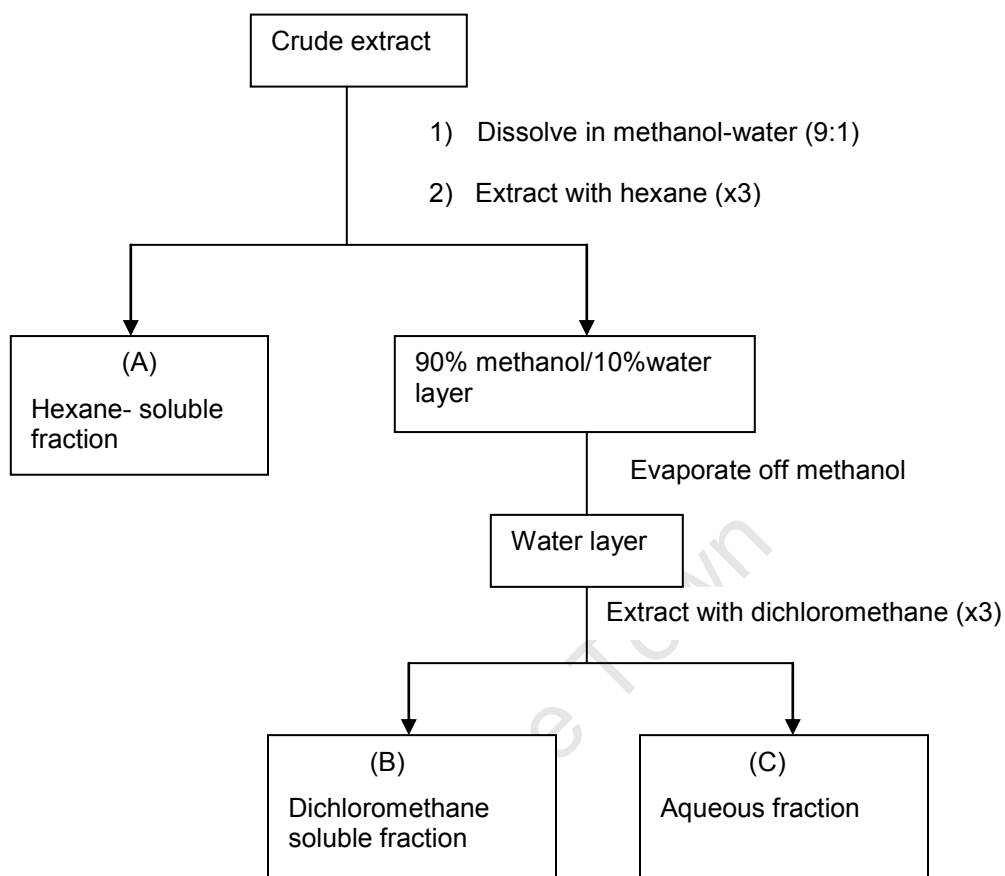 Crude extract
1) Dissolve in methanol-water (9:1)
2) Extract with hexane (x3)
(A)
Hexane- soluble
fraction
90% methanol/10%water
layer
Evaporate off methanol
Water layer
Extract with dichloromethane (x3)
(B)
Dichloromethane
soluble fraction
(C)
Aqueous fraction